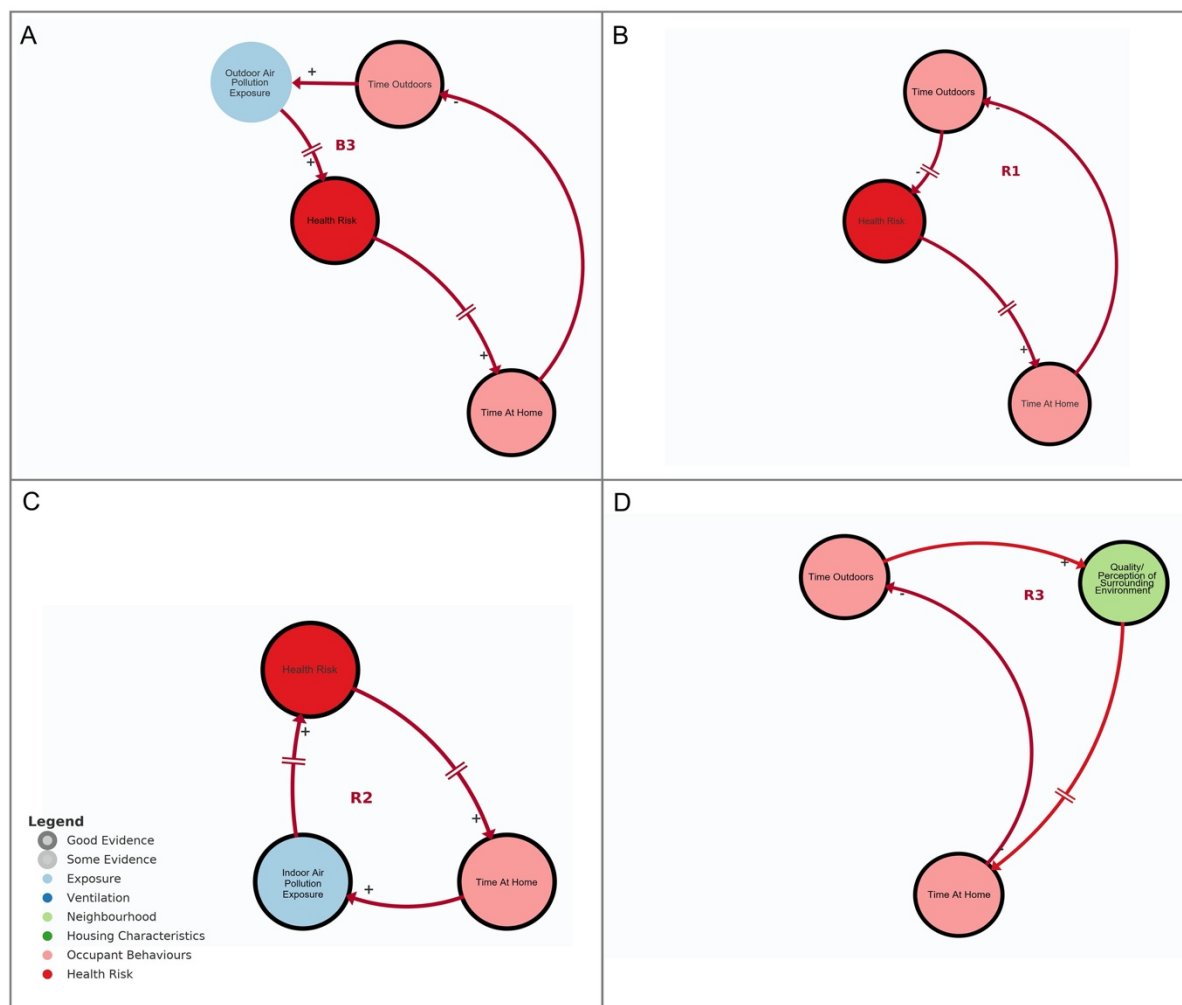 A
Outdoor Air
Pollution
Exposure
+
Time Outdoors
-
B3
+
Health Risk
+
Time At Home
B
Time Outdoors
-
-
R1
Health Risk
+
Time At Home
C
Health Risk
+
R2
+
Indoor Air
Pollution
Exposure
+
Time At Home
Legend
Good Evidence
Some Evidence
Exposure
Ventilation
Neighbourhood
Housing Characteristics
Occupant Behaviours
Health Risk
D
Time Outdoors
-
+
Quality/
Perception of
Surrounding
Environment
R3
-
Time At Home